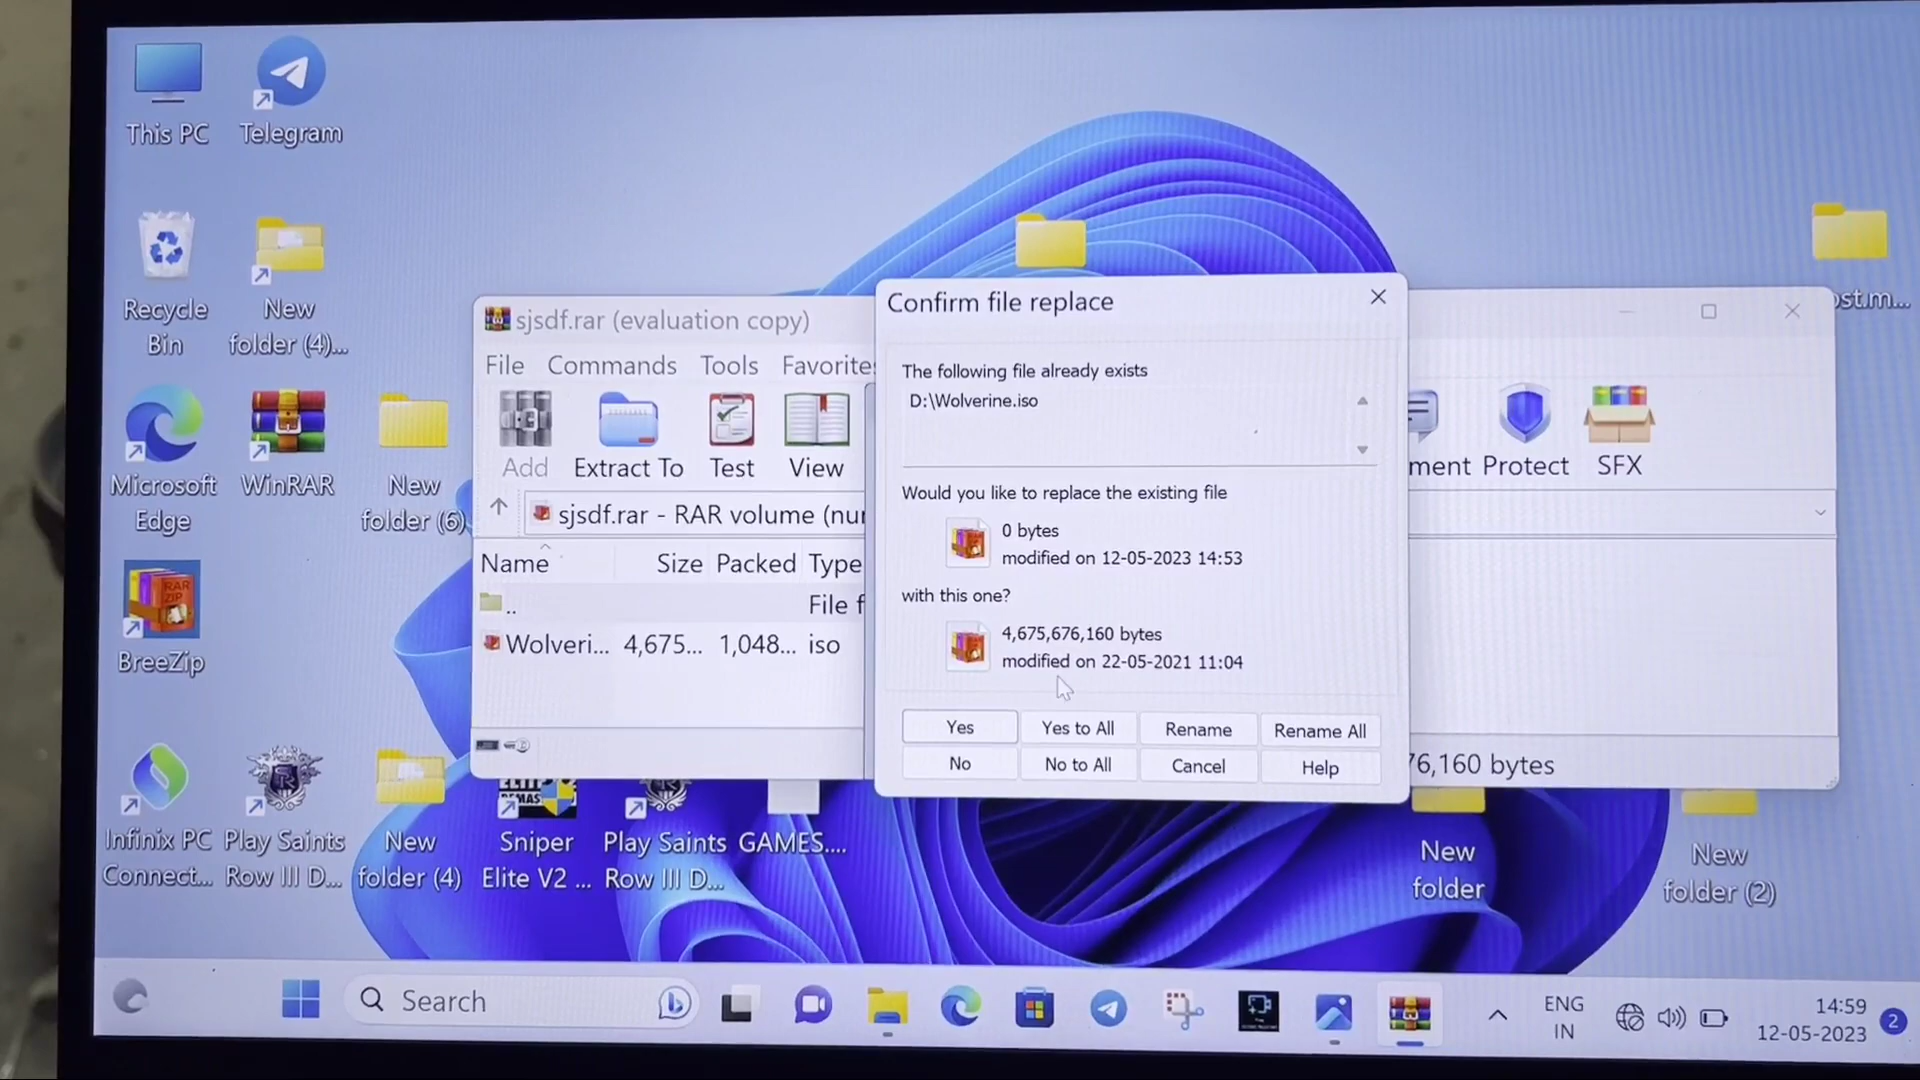 This PC
Telegram
Recycle
Bin
New
folder (4)...
Microsoft
Edge
WinRAR
New
folder (6)
BreeZip
Infinix PC
Connect...
Play Saints
Row III D...
New
folder (4)
Sniper
Elite V2 ...
Play Saints
Row III D...
GAMES....
New
folder
New
folder (2)
ost.m...
sjsdf.rar (evaluation copy)
File Commands Tools Favorites
Add Extract To Test View
ment Protect SFX
sjsdf.rar - RAR volume (nu
Name Size Packed Type
.. File f
Wolveri... 4,675... 1,048... iso
76,160 bytes
Confirm file replace
The following file already exists
D:\Wolverine.iso
Would you like to replace the existing file
0 bytes
modified on 12-05-2023 14:53
with this one?
4,675,676,160 bytes
modified on 22-05-2021 11:04
Yes Yes to All Rename Rename All
No No to All Cancel Help
RAR
ZIP
Search
ENG
IN
14:59
12-05-2023
2